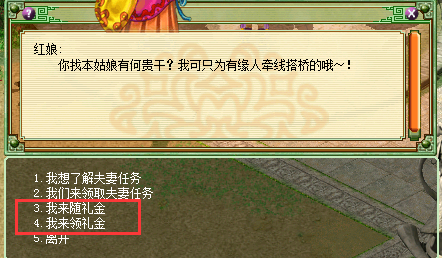 红娘:
你找本姑娘有何贵干？我可只为有缘人牵线搭桥的哦～！
1.我想了解夫妻任务
2.我们来领取夫妻任务
3.我来随礼金
4.我来领礼金
5.离开